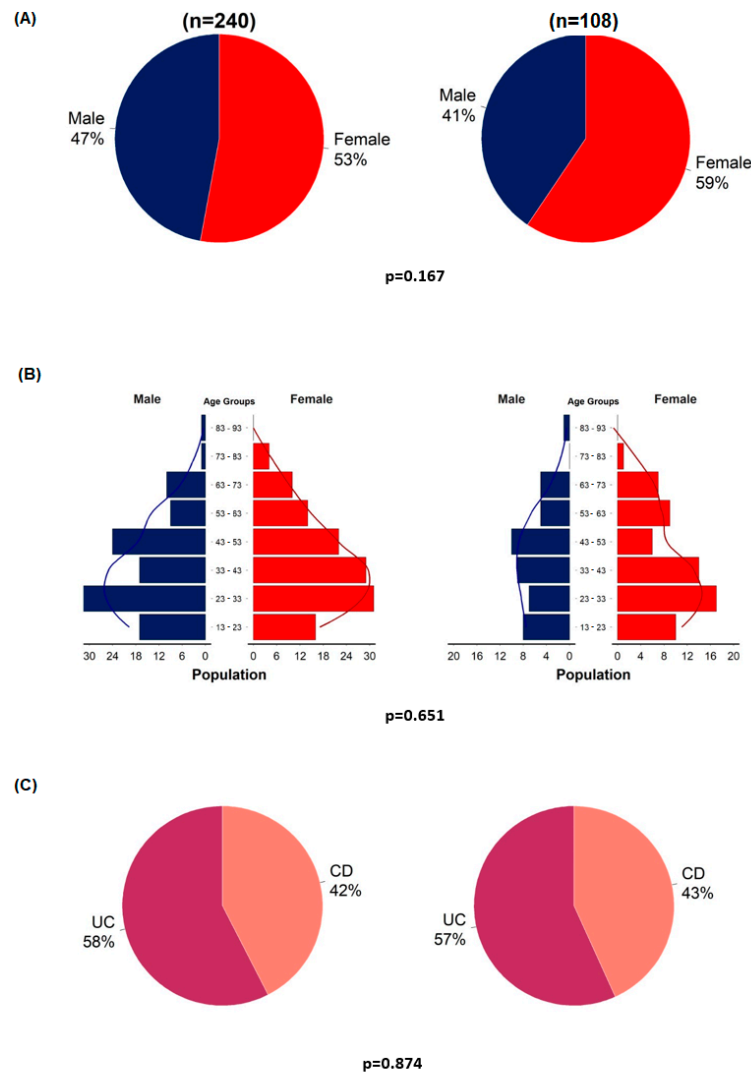 (A)
(n=240)
(n=108)
Male
47%
Female
53%
Male
41%
Female
59%
p=0.167
(B)
Male Age Groups Female
83 - 93
73 - 83
63 - 73
53 - 63
43 - 53
33 - 43
23 - 33
13 - 23
30 24 18 12 6 0 0 6 12 18 24 30
Population
Male Age Groups Female
83 - 93
73 - 83
63 - 73
53 - 63
43 - 53
33 - 43
23 - 33
13 - 23
20 16 12 8 4 0 0 4 8 12 16 20
Population
p=0.651
(C)
CD
42%
UC
58%
CD
43%
UC
57%
p=0.874